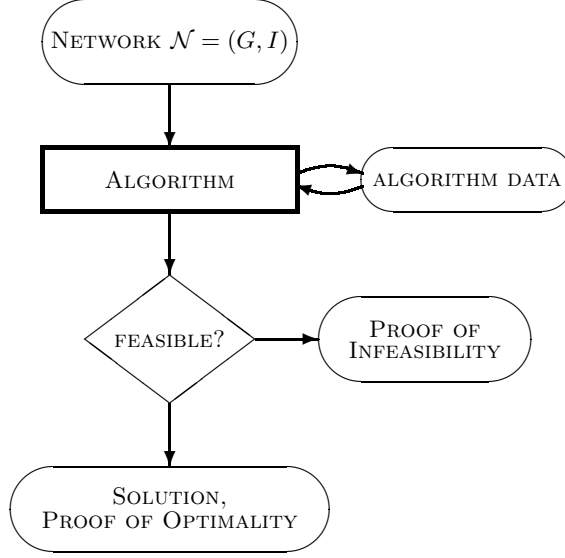 Network 𝒩 = (G, I)
Algorithm
algorithm data
feasible?
Proof of
Infeasibility
Solution,
Proof of Optimality